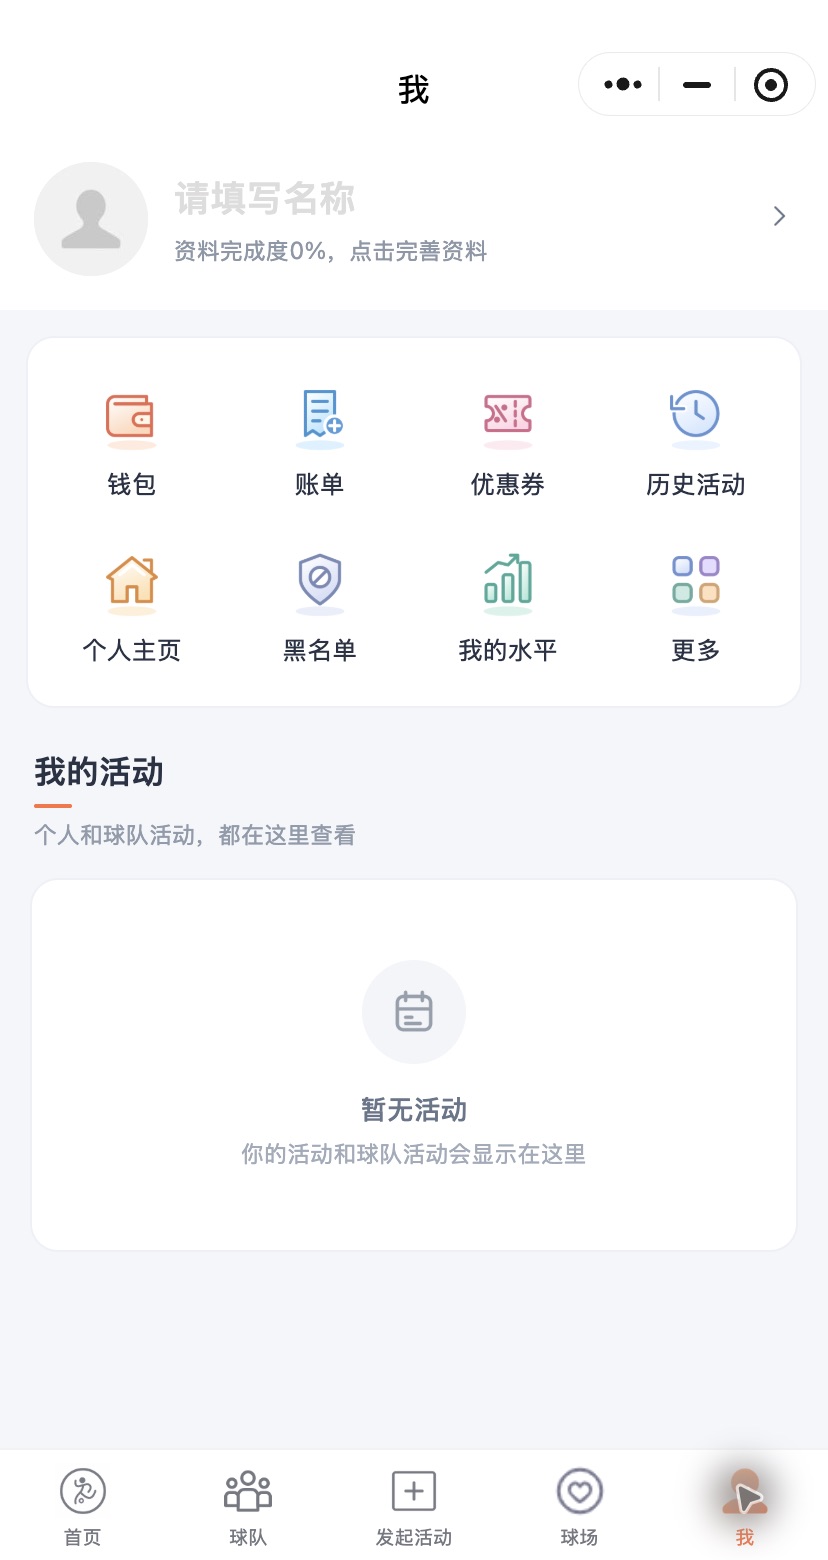 我
请填写名称
资料完成度0%，点击完善资料
钱包
账单
优惠券
历史活动
个人主页
黑名单
我的水平
更多
我的活动
个人和球队活动，都在这里查看
暂无活动
你的活动和球队活动会显示在这里
首页
球队
发起活动
球场
我